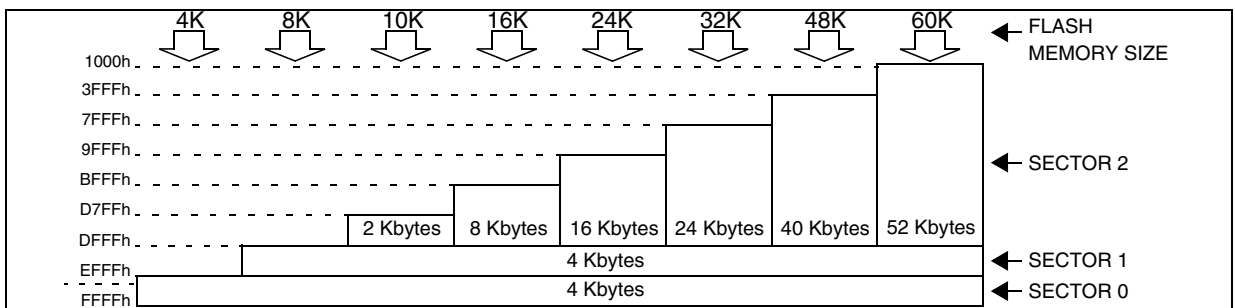 4K 8K 10K 16K 24K 32K 48K 60K
FLASH
MEMORY SIZE
1000h
3FFFh
7FFFh
9FFFh
BFFFh
D7FFh
DFFFh
EFFFh
FFFFh
2 Kbytes 8 Kbytes 16 Kbytes 24 Kbytes 40 Kbytes 52 Kbytes
4 Kbytes
4 Kbytes
SECTOR 2
SECTOR 1
SECTOR 0